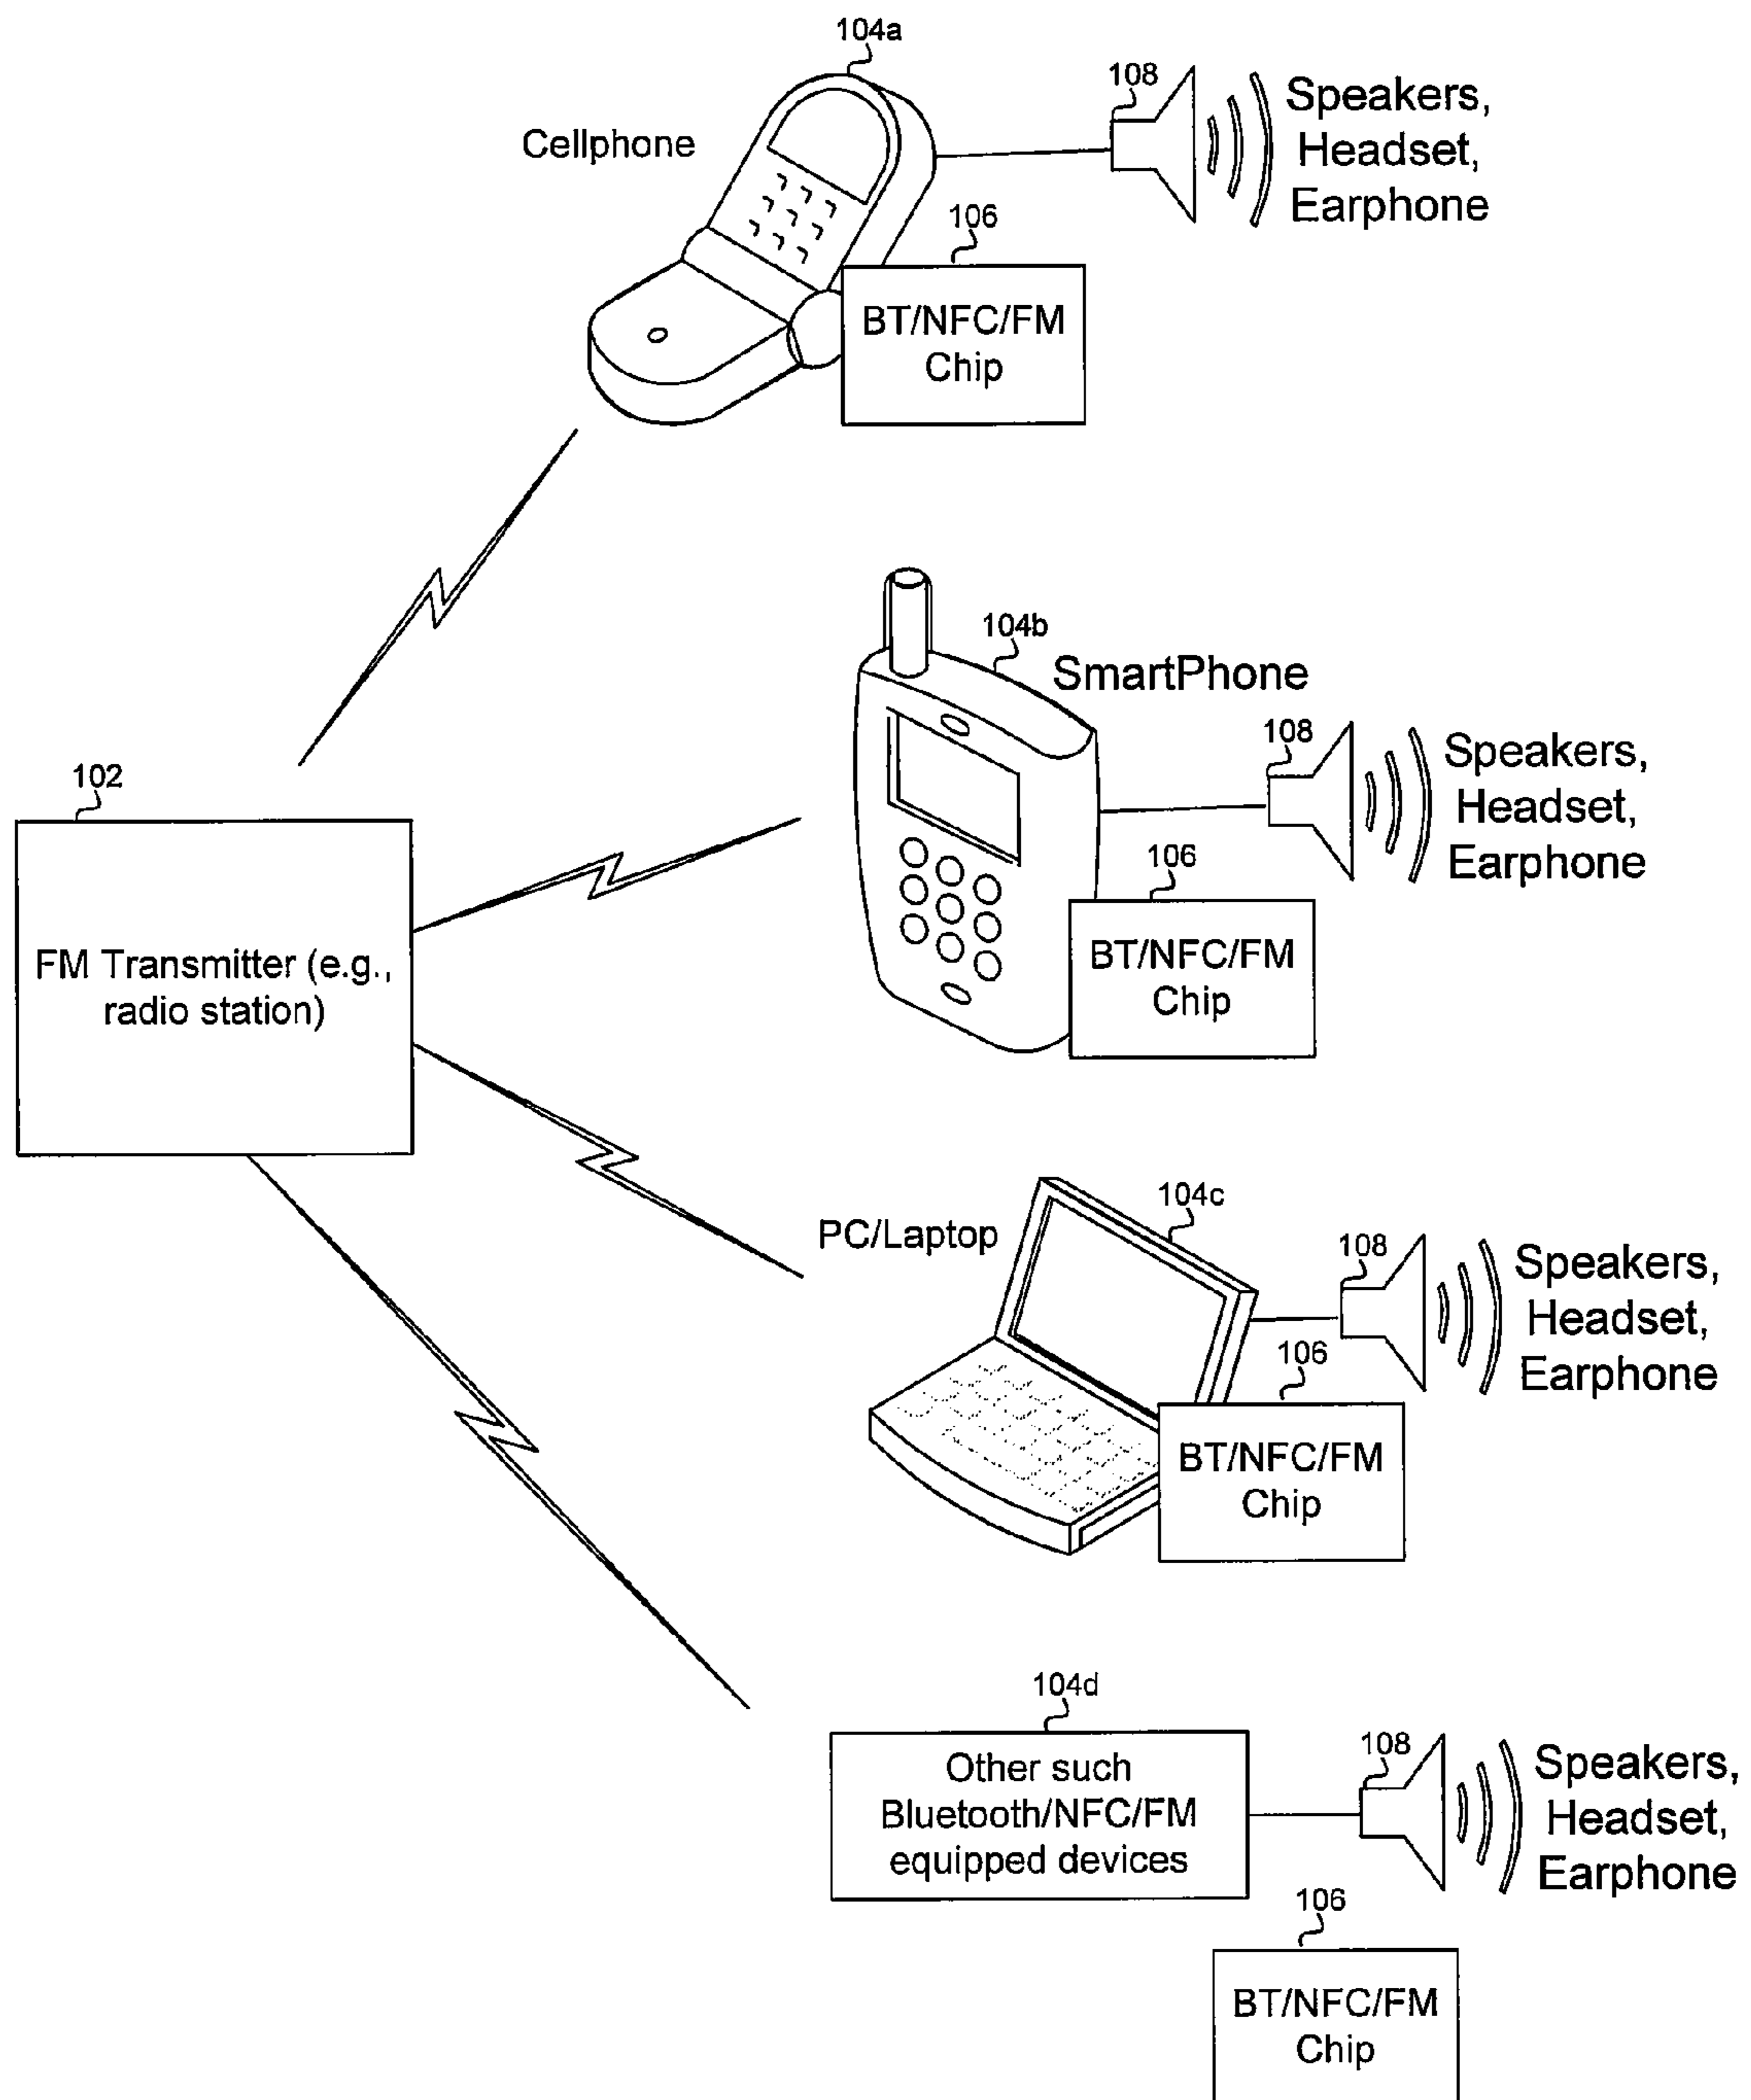 104a
108
Speakers,
Headset,
Earphone
Cellphone
106
BT/NFC/FM
Chip
104b
SmartPhone
108
Speakers,
Headset,
Earphone
102
106
FM Transmitter (e.g.,
radio station)
BT/NFC/FM
Chip
104c
PC/Laptop
108
Speakers,
Headset,
Earphone
106
BT/NFC/FM
Chip
104d
Other such
Bluetooth/NFC/FM
equipped devices
108
Speakers,
Headset,
Earphone
106
BT/NFC/FM
Chip